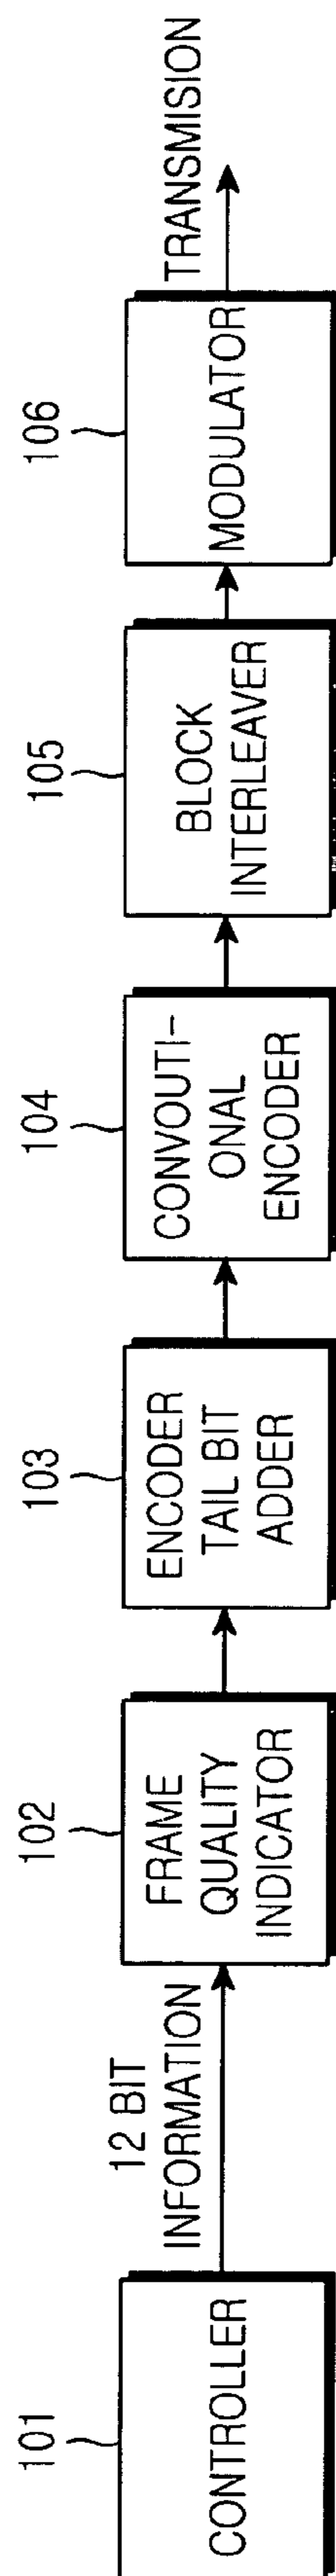 101
CONTROLLER
12 BIT
INFORMATION
102
FRAME
QUALITY
INDICATOR
103
ENCODER
TAIL BIT
ADDER
104
CONVOUTI-
ONAL
ENCODER
105
BLOCK
INTERLEAVER
106
MODULATOR
TRANSMISION